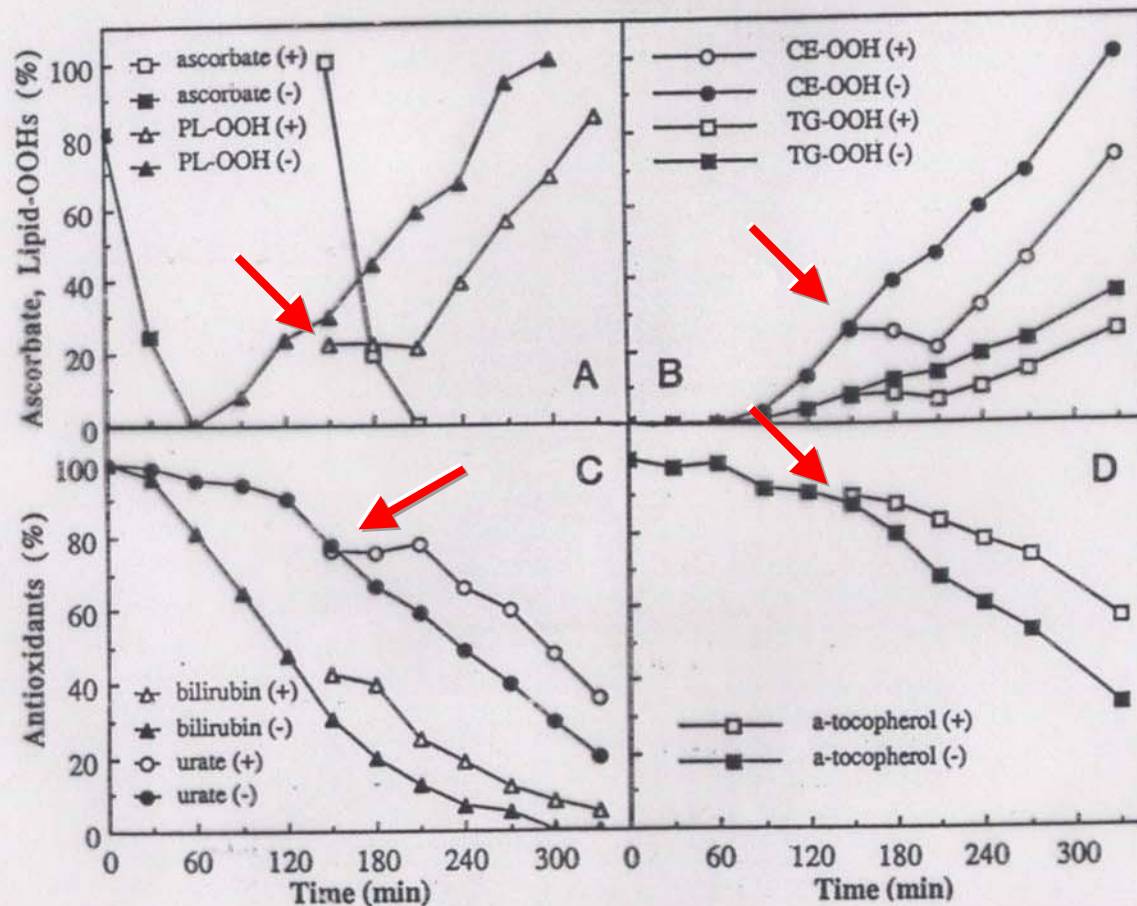 Ascorbate, Lipid-OOHs (%)
100
80
60
40
20
0
ascorbate (+)
ascorbate (-)
PL-OOH (+)
PL-OOH (-)
A
CE-OOH (+)
CE-OOH (-)
TG-OOH (+)
TG-OOH (-)
B
Antioxidants (%)
100
80
60
40
20
0
C
bilirubin (+)
bilirubin (-)
urate (+)
urate (-)
D
a-tocopherol (+)
a-tocopherol (-)
0 60 120 180 240 300
Time (min)
0 60 120 180 240 300
Time (min)